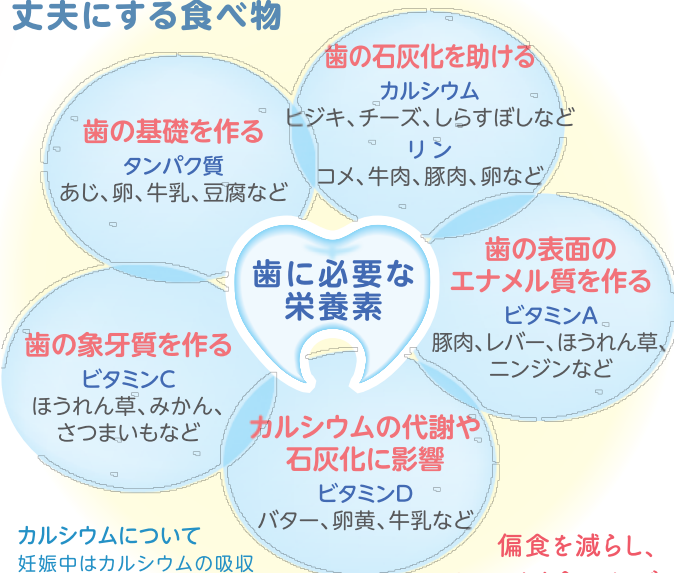 丈夫にする食べ物
歯の石灰化を助ける
カルシウム
ヒジキ、チーズ、しらすぼしなど
リン
コメ、牛肉、豚肉、卵など
歯の基礎を作る
タンパク質
あじ、卵、牛乳、豆腐など
歯に必要な
栄養素
歯の表面の
エナメル質を作る
ビタミンA
豚肉、レバー、ほうれん草、
ニンジンなど
歯の象牙質を作る
ビタミンC
ほうれん草、みかん、
さつまいもなど
カルシウムの代謝や
石灰化に影響
ビタミンD
バター、卵黄、牛乳など
カルシウムについて
妊娠中はカルシウムの吸収
偏食を減らし、